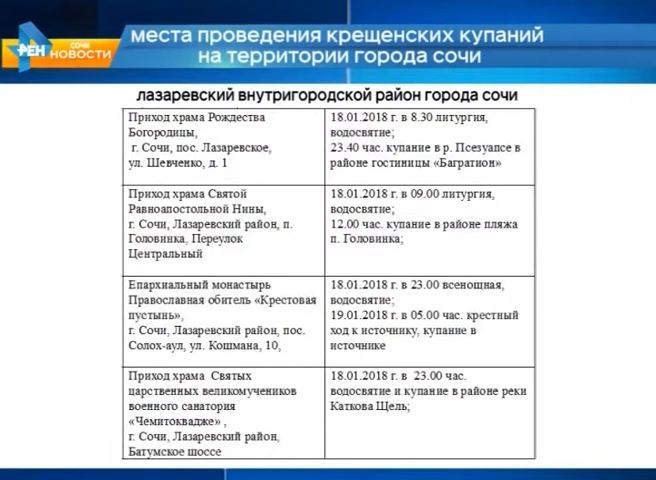 места проведения крещенских купаний
на территории города сочи
РЕН
СОЧИ
НОВОСТИ
лазаревский внутригородской район города сочи
Приход храма Рождества
Богородицы,
г. Сочи, пос. Лазаревское,
ул. Шевченко, д. 1
18.01.2018 г. в 8.30 литургия,
водосвятие;
23.40 час. купание в р. Псезуапсе в
районе гостиницы «Багратион»
Приход храма Святой
Равноапостольной Нины,
г. Сочи, Лазаревский район, п.
Головинка, Переулок
Центральный
18.01.2018 г. в 09.00 литургия,
водосвятие;
12.00 час. купание в районе пляжа
п. Головинка;
Епархиальный монастырь
Православная обитель «Крестовая
пустынь»,
г. Сочи, Лазаревский район, пос.
Солох-аул, ул. Кошмана, 10,
18.01.2018 г. в 23.00 всенощная,
водосвятие;
19.01.2018 г. в 05.00 час. крестный
ход к источнику, купание в
источнике
Приход храма Святых
царственных великомучеников
военного санатория
«Чемитоквадже» ,
г. Сочи, Лазаревский район,
Батумское шоссе
18.01.2018 г. в 23.00 час.
водосвятие и купание в районе реки
Каткова Щель;